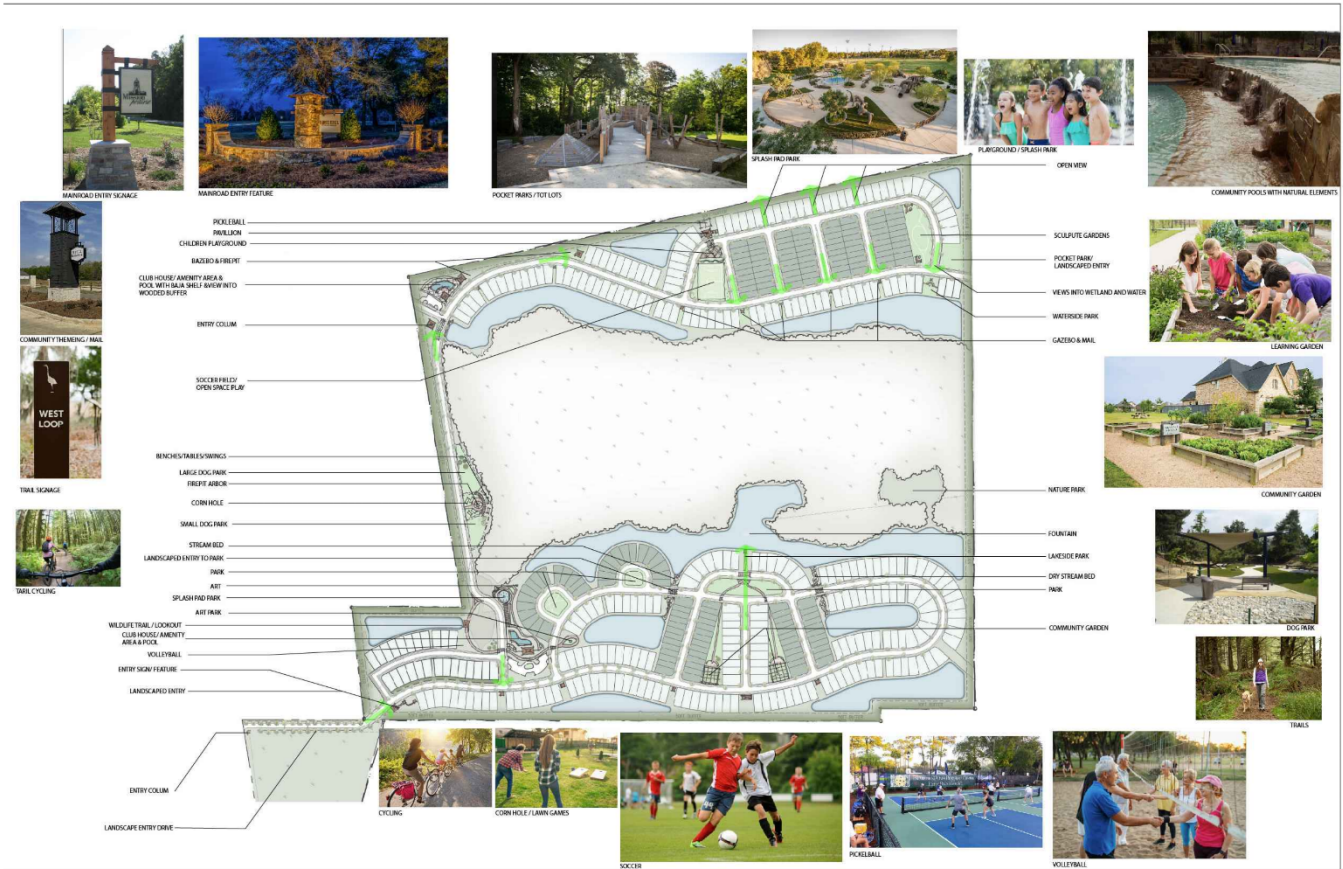 MAINROAD ENTRY SIGNAGE
MAINROAD ENTRY FEATURE
POCKET PARKS / TOT LOTS
SPLASH PAD PARK
PLAYGROUND / SPLASH PARK
COMMUNITY POOLS WITH NATURAL ELEMENTS
COMMUNITY THEMEING / MAIL
WEST
LOOP
TRAIL SIGNAGE
TARIL CYCLING
PICKLEBALL
PAVILLION
CHILDREN PLAYGROUND
BAZEBO & FIREPIT
CLUB HOUSE/ AMENITY AREA &
POOL WITH BAJA SHELF &VIEW INTO
WOODED BUFFER
ENTRY COLUM
SOCCER FIELD/
OPEN SPACE PLAY
BENCHES/TABLES/SWINGS
LARGE DOG PARK
FIREPIT ARBOR
CORN HOLE
SMALL DOG PARK
STREAM BED
LANDSCAPED ENTRY TO PARK
PARK
ART
SPLASH PAD PARK
ART PARK
WILDLIFE TRAIL / LOOKOUT
CLUB HOUSE/ AMENITY
AREA & POOL
VOLLEYBALL
ENTRY SIGN/ FEATURE
LANDSCAPED ENTRY
ENTRY COLUM
LANDSCAPE ENTRY DRIVE
OPEN VIEW
SCULPUTE GARDENS
POCKET PARK/
LANDSCAPED ENTRY
VIEWS INTO WETLAND AND WATER
WATERSIDE PARK
GAZEBO & MAIL
NATURE PARK
FOUNTAIN
LAKESIDE PARK
DRY STREAM BED
PARK
COMMUNITY GARDEN
LEARNING GARDEN
COMMUNITY GARDEN
DOG PARK
TRAILS
CYCLING
CORN HOLE / LAWN GAMES
SOCCER
PICKELBALL
VOLLEYBALL